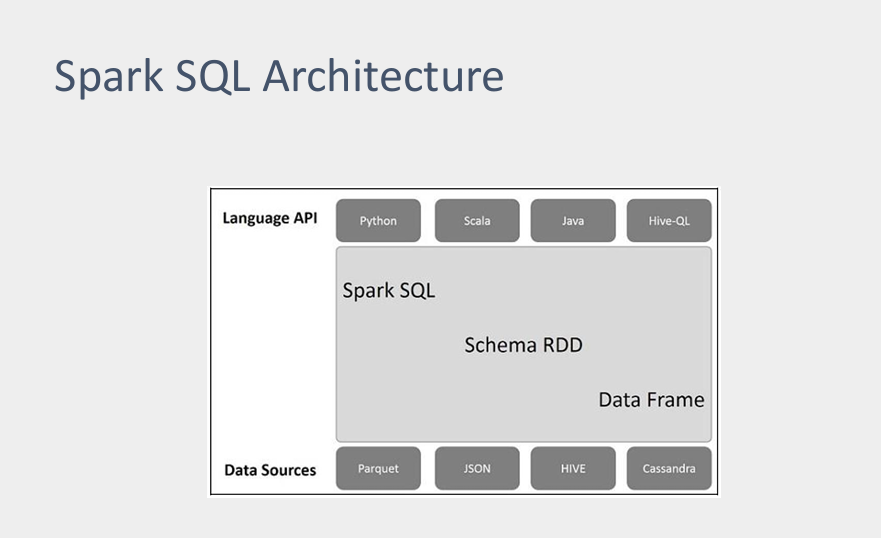 Spark SQL Architecture
Language API
Python
Scala
Java
Hive-QL
Spark SQL
Schema RDD
Data Frame
Data Sources
Parquet
JSON
HIVE
Cassandra